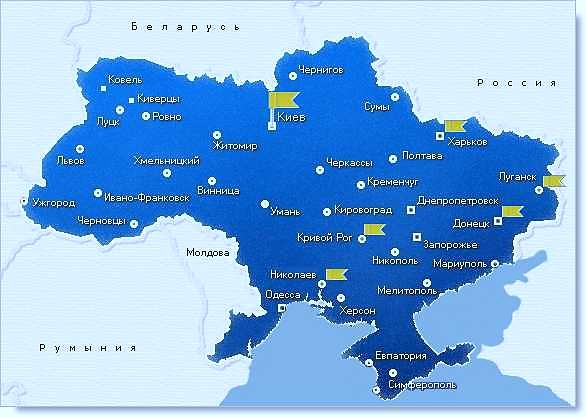 Беларусь
Россия
Чернигов
Ковель
Киверцы
Сумы
Луцк
Ровно
Киев
Харьков
Житомир
Львов
Хмельницкий
Черкассы
Полтава
Луганск
Винница
Кременчуг
Ивано-Франковск
Ужгород
Умань
Кировоград
Днепропетровск
Черновцы
Донецк
Кривой Рог
Запорожье
Молдова
Никополь
Мариуполь
Николаев
Мелитополь
Одесса
Херсон
Румыния
Евпатория
Симферополь